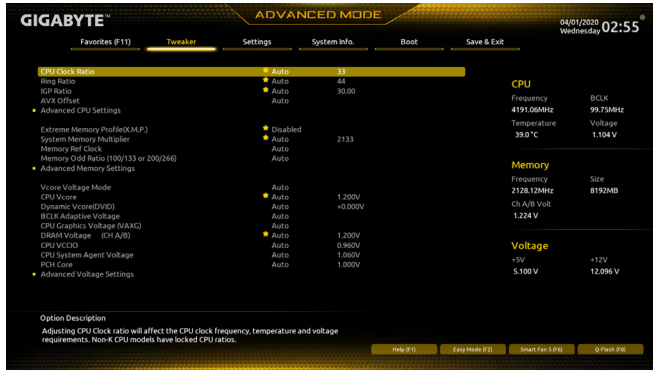 GIGABYTE™
ADVANCED MODE
04/01/2020
Wednesday 02:55
Favorites (F11) Tweaker Settings System Info. Boot Save & Exit
CPU Clock Ratio Auto 33
Ring Ratio Auto 44
IGP Ratio Auto 30.00
AVX Offset Auto
Advanced CPU Settings
Extreme Memory Profile(X.M.P.) Disabled
System Memory Multiplier Auto 2133
Memory Ref Clock Auto
Memory Odd Ratio (100/133 or 200/266) Auto
Advanced Memory Settings
Vcore Voltage Mode Auto
CPU Vcore Auto 1.200V
Dynamic Vcore(DVID) Auto +0.000V
BCLK Adaptive Voltage Auto
CPU Graphics Voltage (VAXG) Auto
DRAM Voltage (CH A/B) Auto 1.200V
CPU VCCIO Auto 0.960V
CPU System Agent Voltage Auto 1.060V
PCH Core Auto 1.000V
Advanced Voltage Settings
CPU
Frequency BCLK
4191.06MHz 99.75MHz
Temperature Voltage
39.0 °C 1.104 V
Memory
Frequency Size
2128.12MHz 8192MB
Ch A/B Volt
1.224 V
Voltage
+5V +12V
5.100 V 12.096 V
Option Description
Adjusting CPU Clock ratio will affect the CPU clock frequency, temperature and voltage
requirements. Non-K CPU models have locked CPU ratios.
Help (F1) Easy Mode (F2) Smart Fan 5 (F6) Q-Flash (F8)